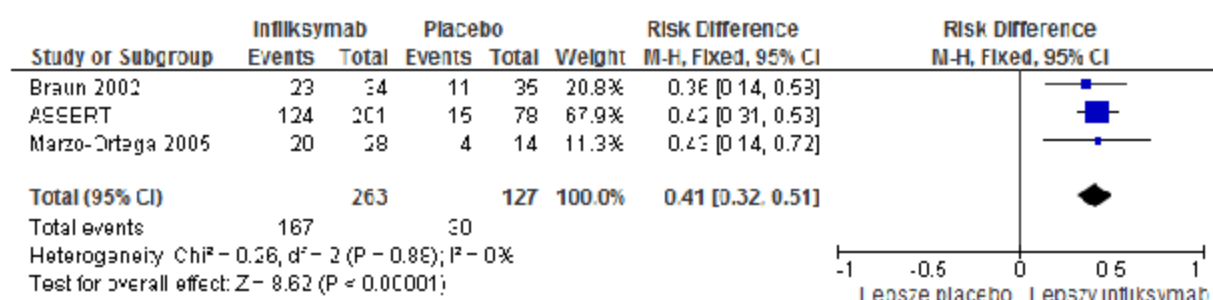 Infliksymab Placebo Risk Difference Risk Difference
Study or Subgroup Events Total Events Total Weight M-H, Fixed, 95% CI M-H, Fixed, 95% CI
Braun 2002 23 34 11 35 20.8% 0.36 [0.14, 0.58]
ASSERT 124 201 15 78 67.9% 0.42 [0.31, 0.53]
Marzo-Ortega 2005 20 28 4 14 11.3% 0.43 [0.14, 0.72]
Total (95% CI) 263 127 100.0% 0.41 [0.32, 0.51]
Total events 167 30
Heterogeneity: Chi² = 0.26, df = 2 (P = 0.88); I² = 0%
Test for overall effect: Z = 8.62 (P < 0.00001)
-1 -0.5 0 0.5 1
Lepsze placebo Lepszy infliksymab